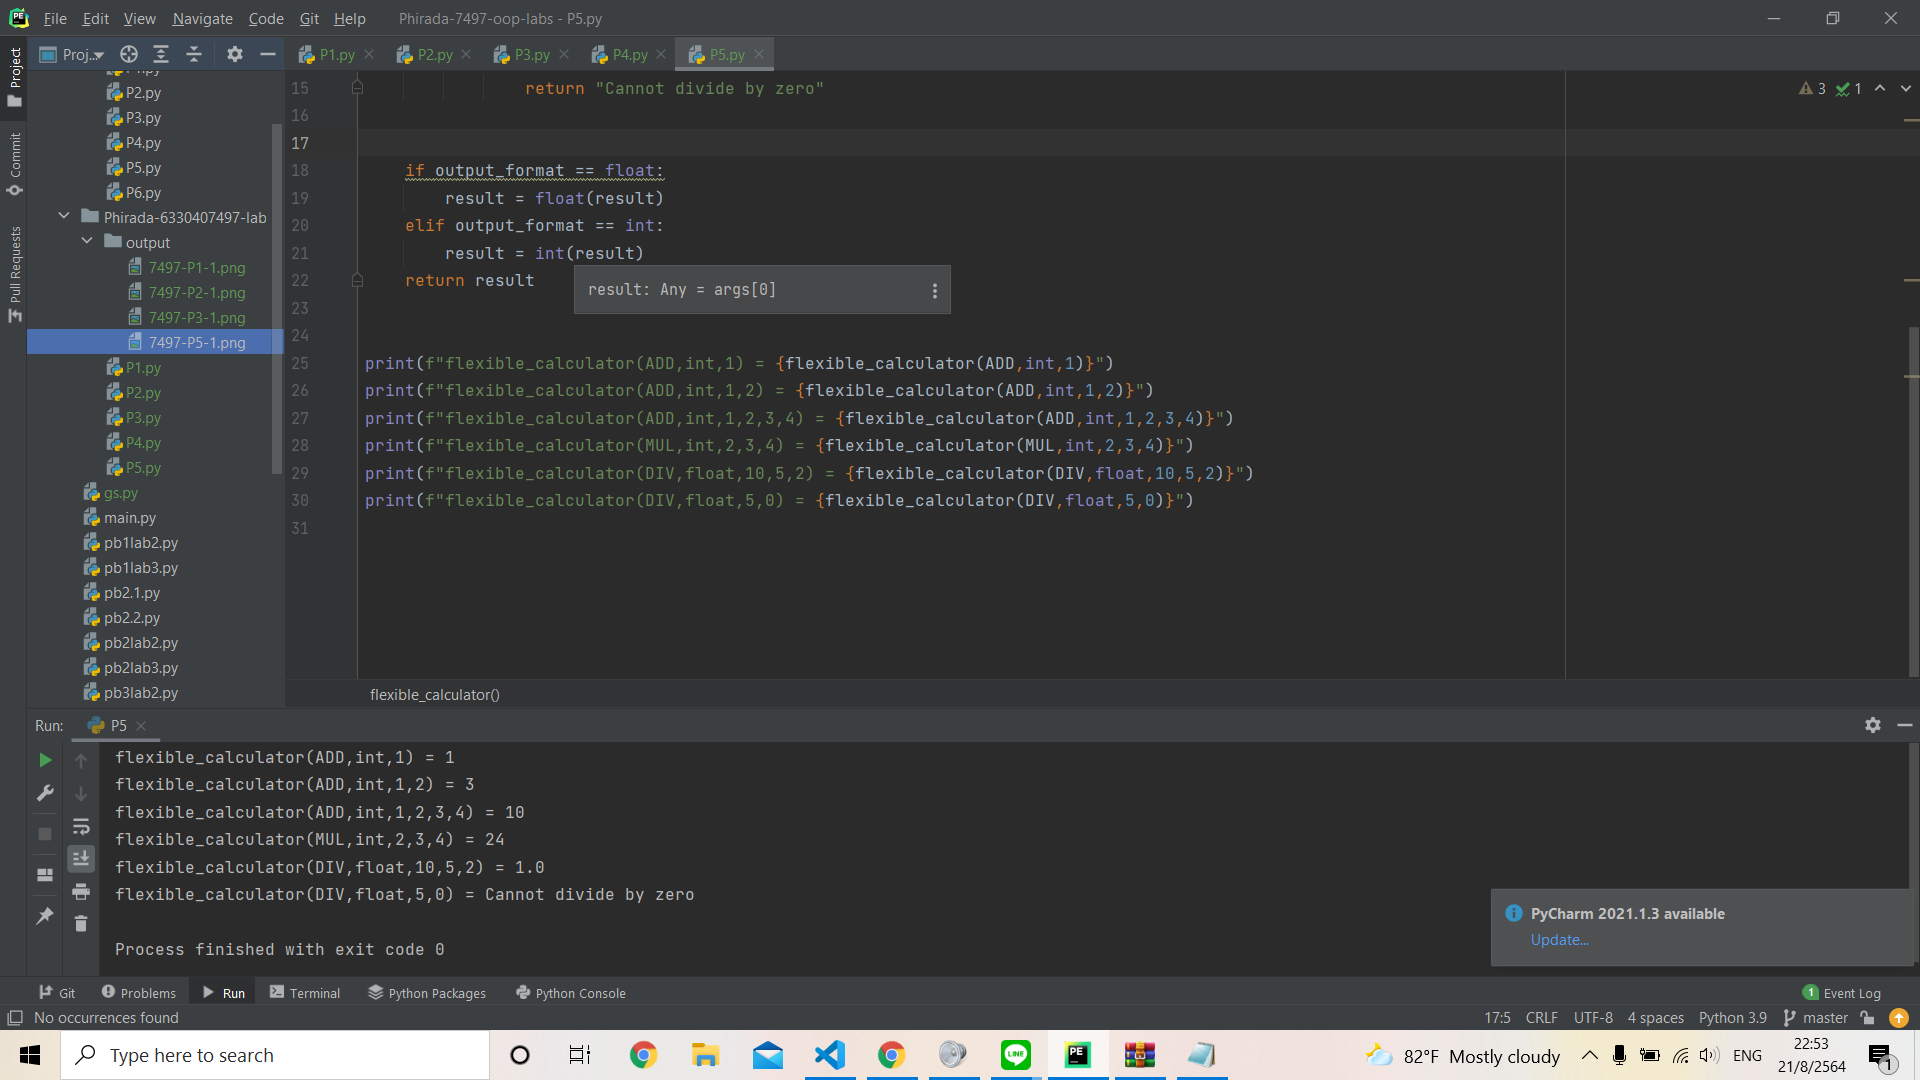 File Edit View Navigate Code Git Help Phirada-7497-oop-labs - P5.py
Project
Commit
Pull Requests
Proj...
P1.py P2.py P3.py P4.py P5.py
P2.py
P3.py
P4.py
P5.py
P6.py
Phirada-6330407497-lab
output
7497-P1-1.png
7497-P2-1.png
7497-P3-1.png
7497-P5-1.png
P1.py
P2.py
P3.py
P4.py
P5.py
gs.py
main.py
pb1lab2.py
pb1lab3.py
pb2.1.py
pb2.2.py
pb2lab2.py
pb2lab3.py
pb3lab2.py
3 1
15 return "Cannot divide by zero"
16
17
18 if output_format == float:
19 result = float(result)
20 elif output_format == int:
21 result = int(result)
22 return result
result: Any = args[0]
23
24
25 print(f"flexible_calculator(ADD,int,1) = {flexible_calculator(ADD,int,1)}")
26 print(f"flexible_calculator(ADD,int,1,2) = {flexible_calculator(ADD,int,1,2)}")
27 print(f"flexible_calculator(ADD,int,1,2,3,4) = {flexible_calculator(ADD,int,1,2,3,4)}")
28 print(f"flexible_calculator(MUL,int,2,3,4) = {flexible_calculator(MUL,int,2,3,4)}")
29 print(f"flexible_calculator(DIV,float,10,5,2) = {flexible_calculator(DIV,float,10,5,2)}")
30 print(f"flexible_calculator(DIV,float,5,0) = {flexible_calculator(DIV,float,5,0)}")
31
flexible_calculator()
Run: P5
flexible_calculator(ADD,int,1) = 1
flexible_calculator(ADD,int,1,2) = 3
flexible_calculator(ADD,int,1,2,3,4) = 10
flexible_calculator(MUL,int,2,3,4) = 24
flexible_calculator(DIV,float,10,5,2) = 1.0
flexible_calculator(DIV,float,5,0) = Cannot divide by zero
Process finished with exit code 0
PyCharm 2021.1.3 available
Update...
Git Problems Run Terminal Python Packages Python Console 1 Event Log
No occurrences found 17:5 CRLF UTF-8 4 spaces Python 3.9 master
Type here to search
LINE
PE
82°F Mostly cloudy
ENG
22:53
21/8/2564
1